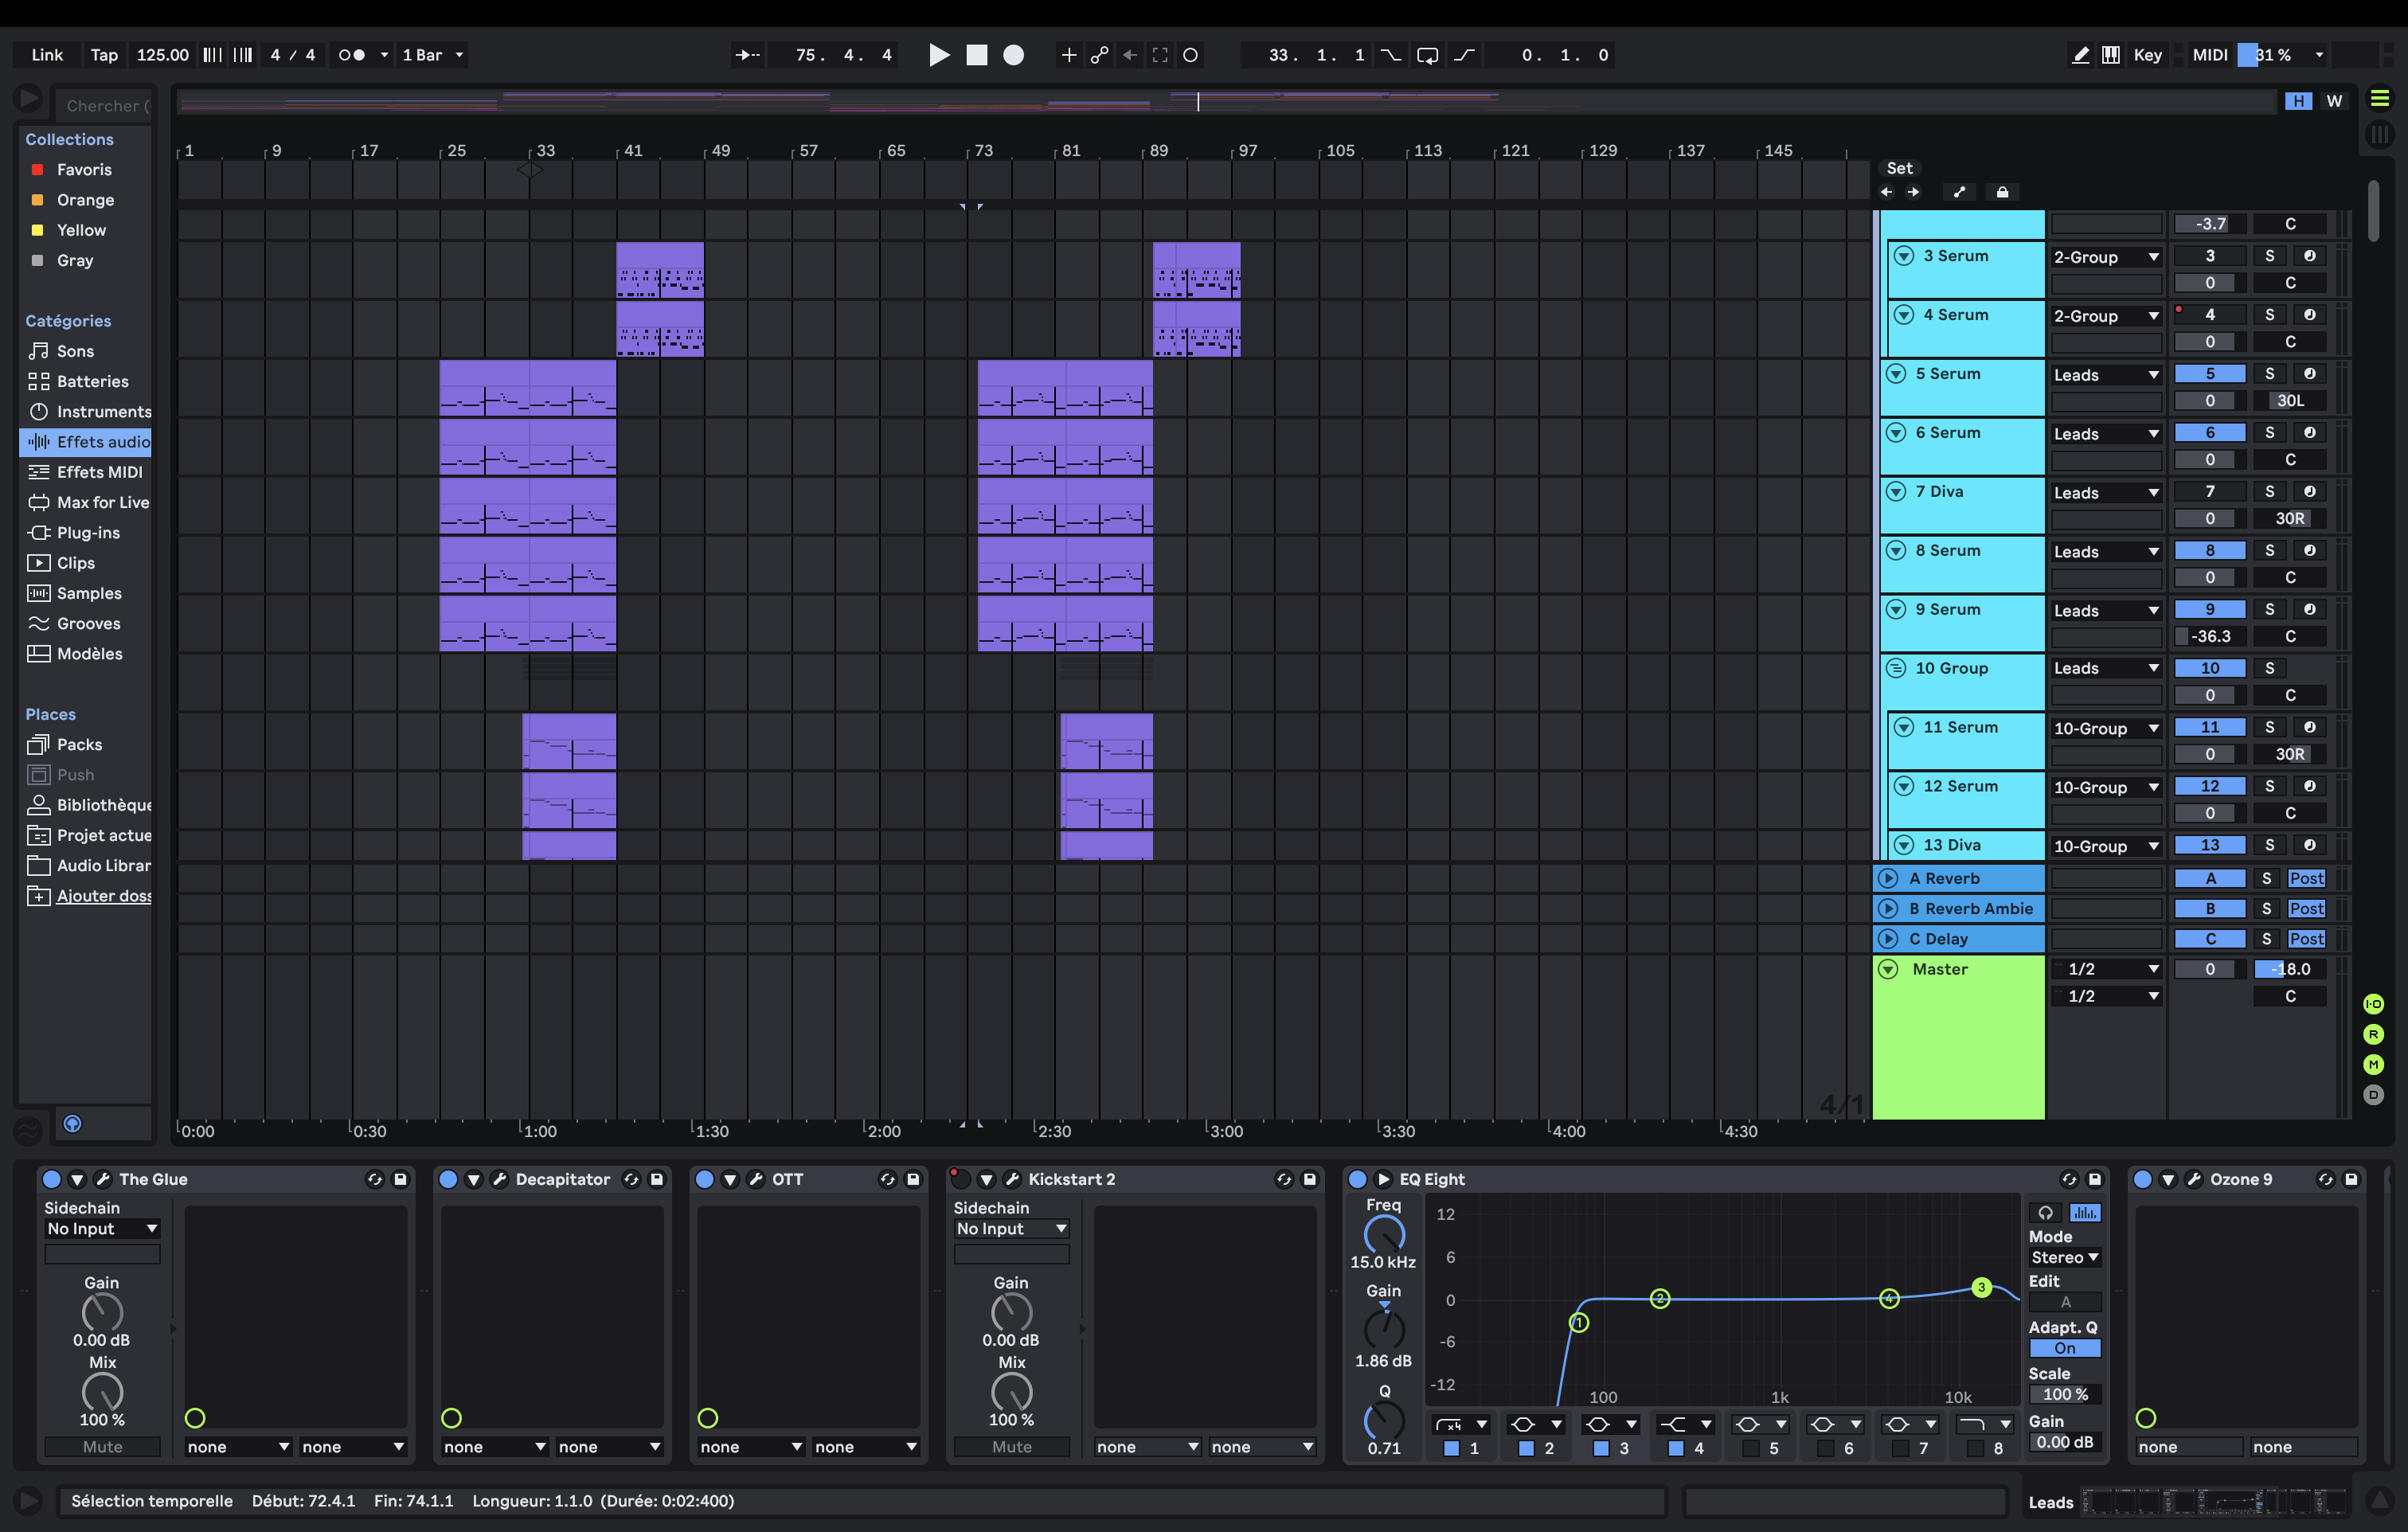 Link Tap 125.00 4 / 4 1 Bar 75. 4. 4 33. 1. 1 0. 1. 0 Key MIDI 31 %
Chercher (
H W
Collections
Favoris
Orange
Yellow
Gray
Catégories
Sons
Batteries
Instruments
Effets audio
Effets MIDI
Max for Live
Plug-ins
Clips
Samples
Grooves
Modèles
Places
Packs
Push
Bibliothèque
Projet actue
Audio Librar
Ajouter doss
1 9 17 25 33 41 49 57 65 73 81 89 97 105 113 121 129 137 145
Set
-3.7 C
3 Serum 2-Group 3 S
0 C
4 Serum 2-Group 4 S
0 C
5 Serum Leads 5 S
0 30L
6 Serum Leads 6 S
0 C
7 Diva Leads 7 S
0 30R
8 Serum Leads 8 S
0 C
9 Serum Leads 9 S
-36.3 C
10 Group Leads 10 S
0 C
11 Serum 10-Group 11 S
0 30R
12 Serum 10-Group 12 S
0 C
13 Diva 10-Group 13 S
A Reverb A S Post
B Reverb Ambie B S Post
C Delay C S Post
Master 1/2 0 -18.0
1/2 C
I·O
R
M
D
4/1
0:00 0:30 1:00 1:30 2:00 2:30 3:00 3:30 4:00 4:30
The Glue
Sidechain
No Input
Gain
0.00 dB
Mix
100 %
Mute
none none
Decapitator
none none
OTT
none none
Kickstart 2
Sidechain
No Input
Gain
0.00 dB
Mix
100 %
Mute
none none
EQ Eight
Freq
15.0 kHz
Gain
1.86 dB
Q
0.71
12
6
0
-6
-12
100 1k 10k
1 2 4 3
x4
1 2 3 4 5 6 7 8
Mode
Stereo
Edit
A
Adapt. Q
On
Scale
100 %
Gain
0.00 dB
Ozone 9
none none
Sélection temporelle Début: 72.4.1 Fin: 74.1.1 Longueur: 1.1.0 (Durée: 0:02:400)
Leads